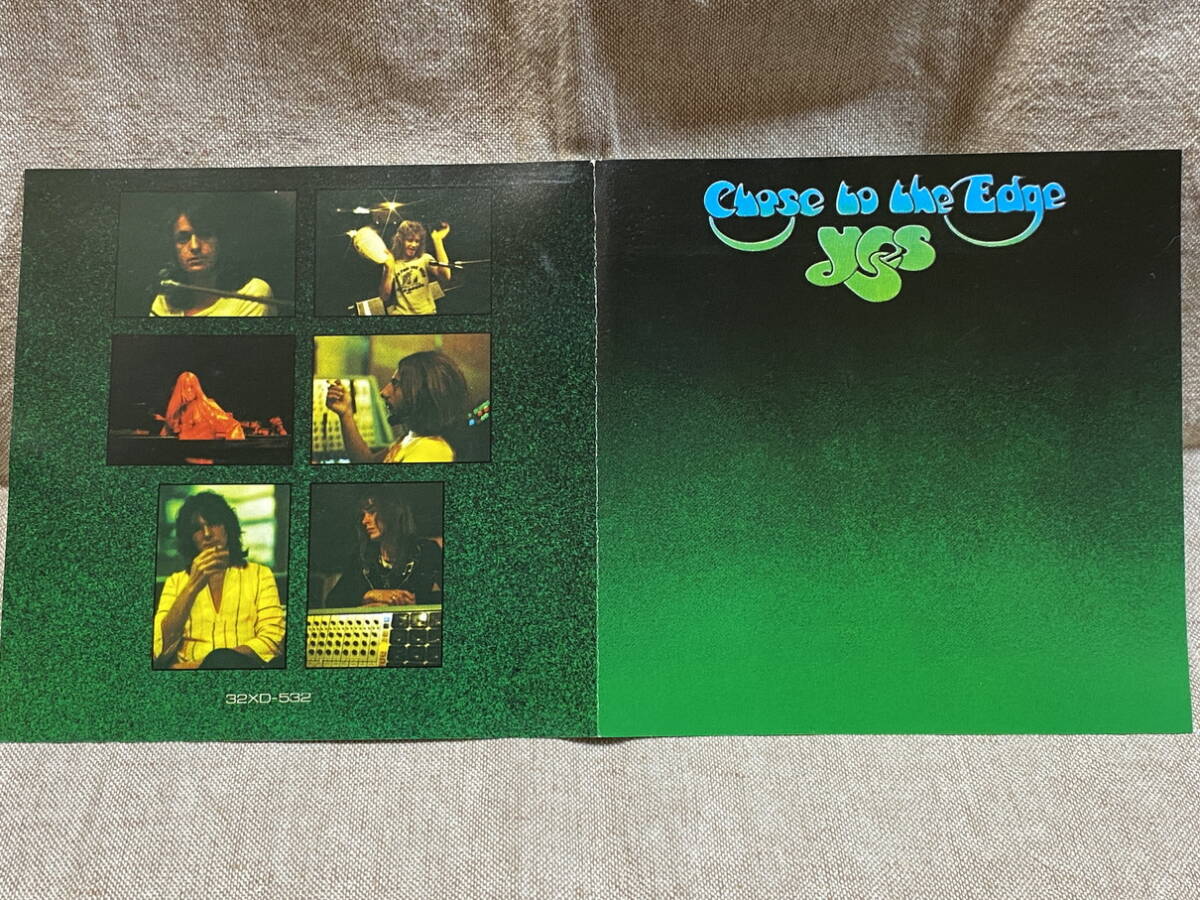 Close to the Edge
yes
32XD-532